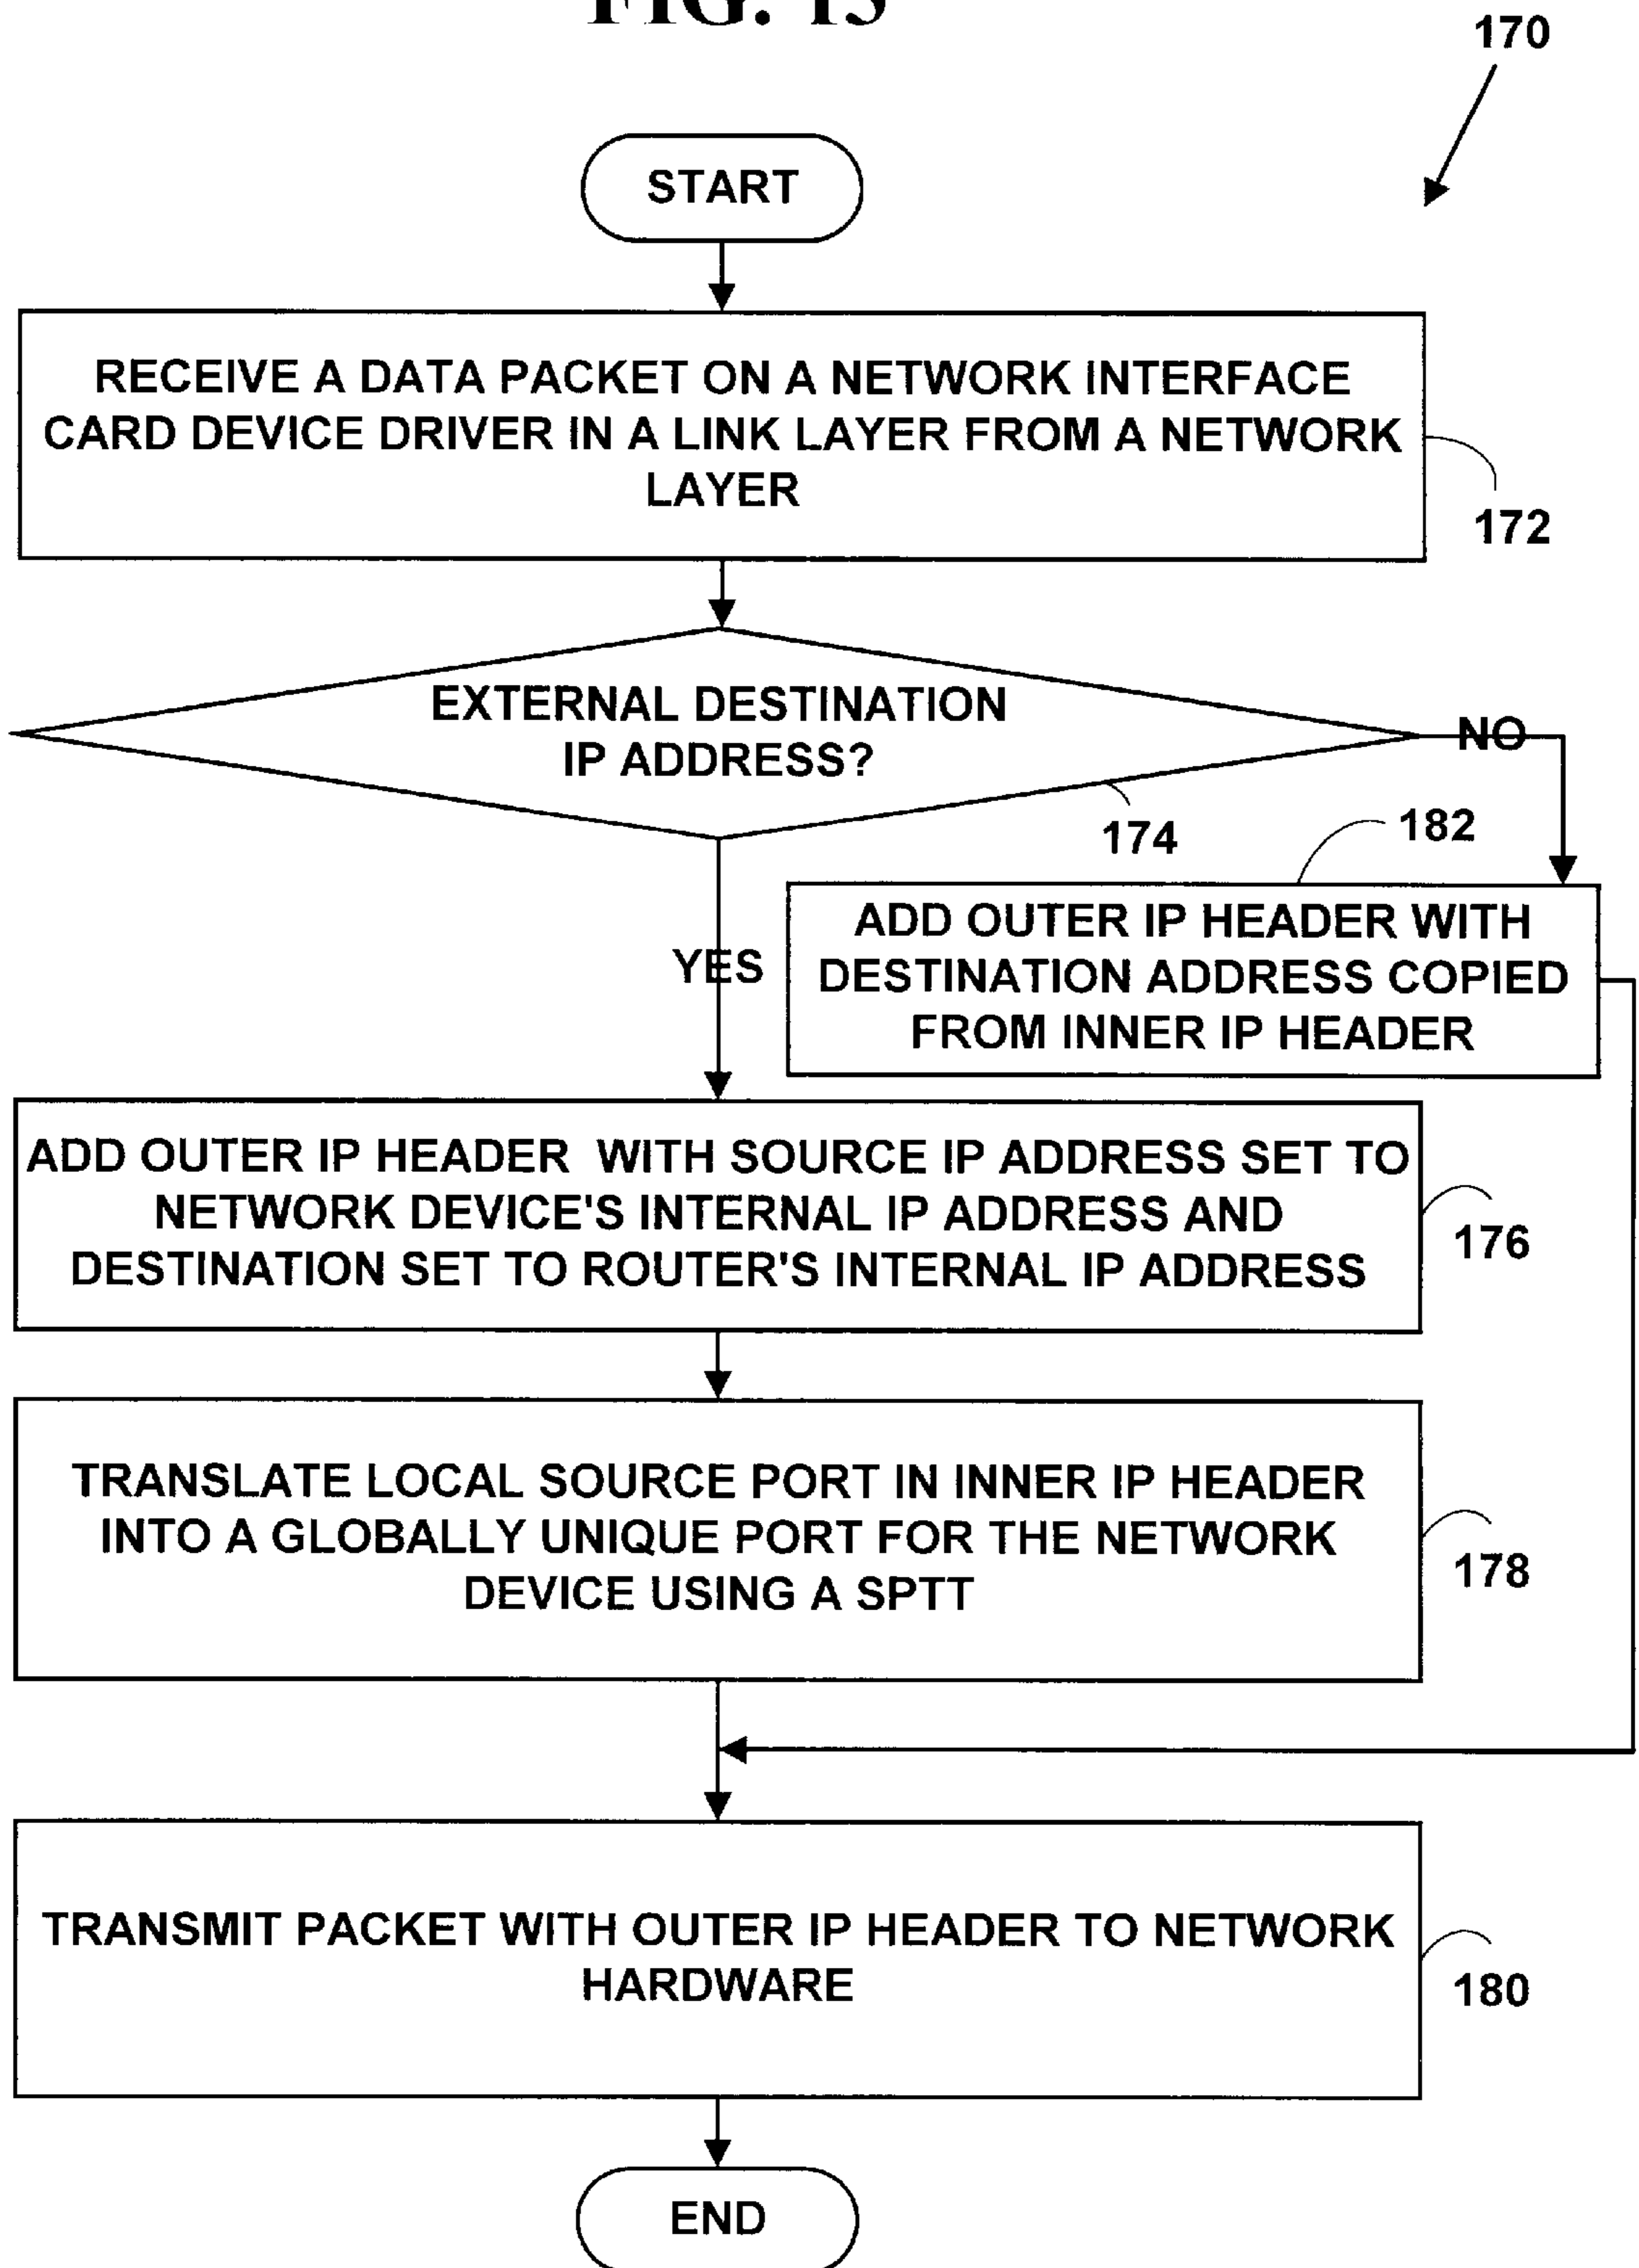 FIG. 15
170
START
RECEIVE A DATA PACKET ON A NETWORK INTERFACE
CARD DEVICE DRIVER IN A LINK LAYER FROM A NETWORK
LAYER
172
EXTERNAL DESTINATION
IP ADDRESS?
NO
174
182
ADD OUTER IP HEADER WITH
DESTINATION ADDRESS COPIED
FROM INNER IP HEADER
YES
ADD OUTER IP HEADER WITH SOURCE IP ADDRESS SET TO
NETWORK DEVICE'S INTERNAL IP ADDRESS AND
DESTINATION SET TO ROUTER'S INTERNAL IP ADDRESS
176
TRANSLATE LOCAL SOURCE PORT IN INNER IP HEADER
INTO A GLOBALLY UNIQUE PORT FOR THE NETWORK
DEVICE USING A SPTT
178
TRANSMIT PACKET WITH OUTER IP HEADER TO NETWORK
HARDWARE
180
END